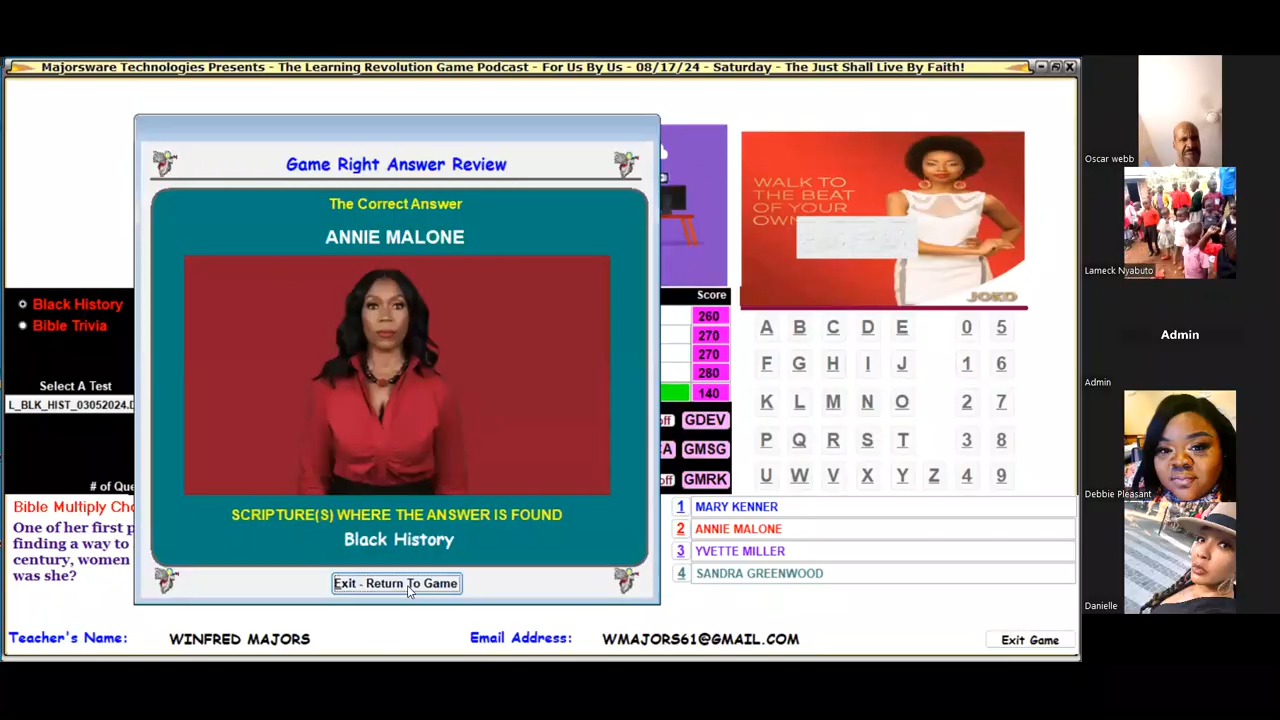 Majorsware Technologies Presents - The Learning Revolution Game Podcast - For Us By Us - 08/17/24 - Saturday - The Just Shall Live By Faith!
Game Right Answer Review
The Correct Answer
ANNIE MALONE
SCRIPTURE(S) WHERE THE ANSWER IS FOUND
Black History
Exit - Return To Game
Black History
Bible Trivia
Select A Test
L_BLK_HIST_03052024.D
# of Que
Bible Multiply Cho
One of her first p
finding a way to
century, women
was she?
WALK TO
THE BEAT
OF YOUR
OWN
JOKO
Score
260
270
270
280
140
ff GDEV
A GMSG
ff GMRK
A B C D E 0 5
F G H I J 1 6
K L M N O 2 7
P Q R S T 3 8
U W V X Y Z 4 9
1 MARY KENNER
2 ANNIE MALONE
3 YVETTE MILLER
4 SANDRA GREENWOOD
Teacher's Name: WINFRED MAJORS Email Address: WMAJORS61@GMAIL.COM Exit Game
Oscar webb
Lameck Nyabuto
Admin
Admin
Debbie Pleasant
Danielle